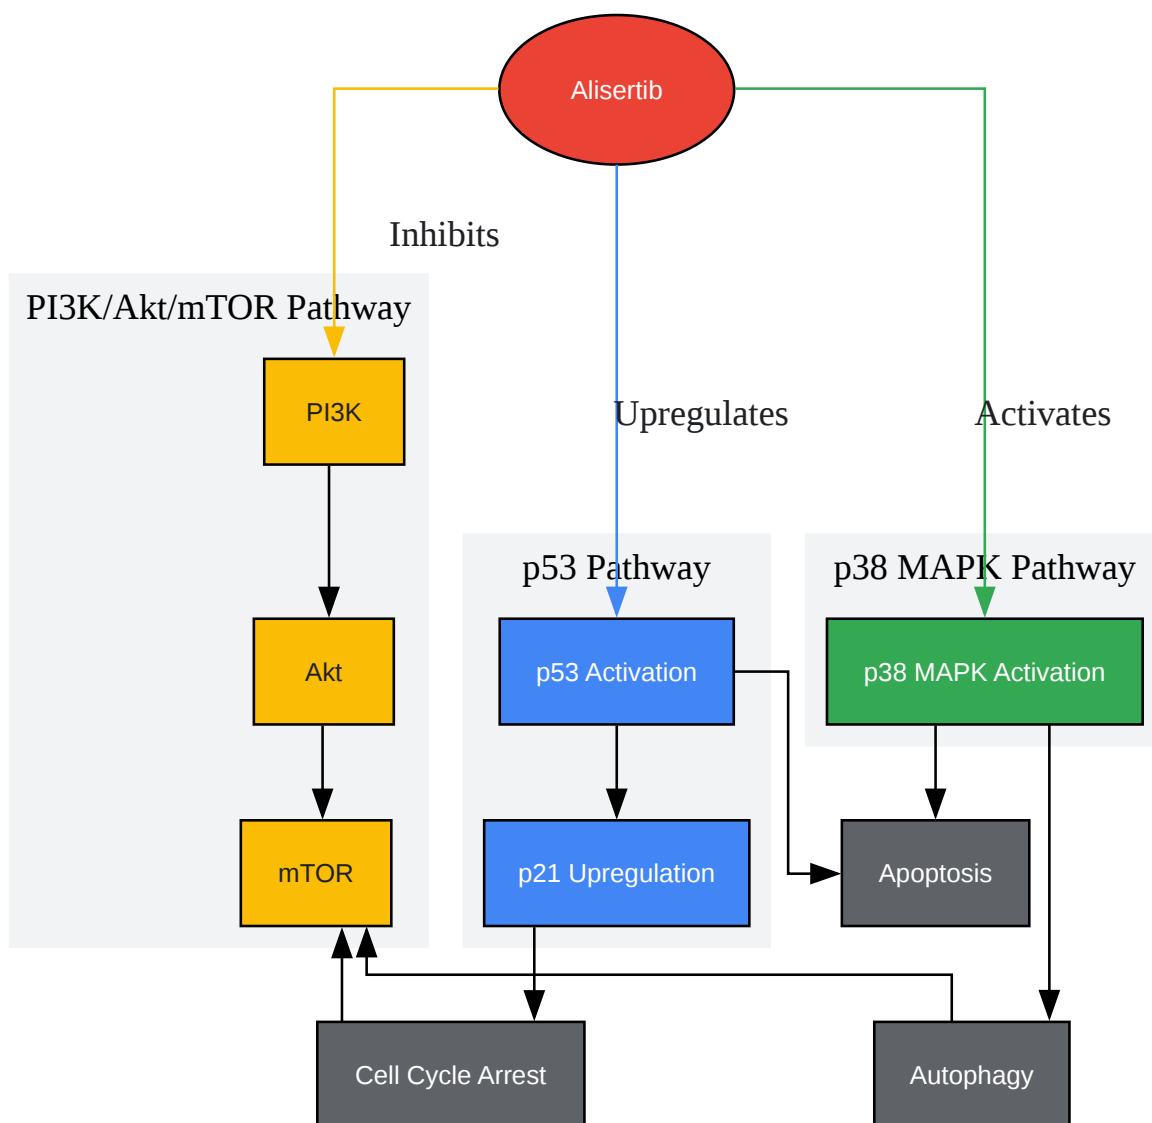 Alisertib
Inhibits
PI3K/Akt/mTOR Pathway
PI3K
Upregulates
Activates
p53 Pathway
p38 MAPK Pathway
Akt
p53 Activation
p38 MAPK Activation
mTOR
p21 Upregulation
Apoptosis
Cell Cycle Arrest
Autophagy